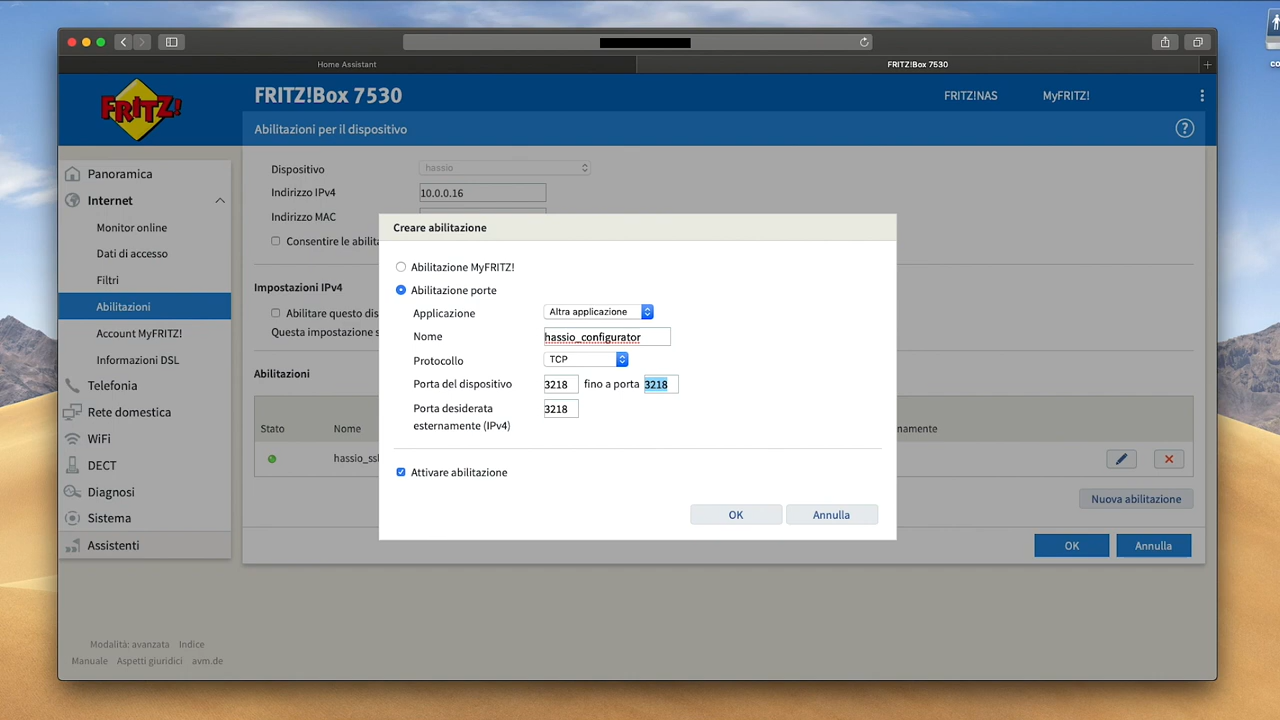 Home Assistant
FRITZ!Box 7530
FRITZ!
FRITZ!Box 7530
FRITZ!NAS
MyFRITZ!
Abilitazioni per il dispositivo
?
Panoramica
Internet
Monitor online
Dati di accesso
Filtri
Abilitazioni
Account MyFRITZ!
Informazioni DSL
Telefonia
Rete domestica
WiFi
DECT
Diagnosi
Sistema
Assistenti
Modalità: avanzata Indice
Manuale Aspetti giuridici avm.de
Dispositivo hassio
Indirizzo IPv4 10.0.0.16
Indirizzo MAC
Consentire le abilita
Impostazioni IPv4
Abilitare questo dis
Questa impostazione s
Abilitazioni
Stato Nome namente
hassio_ssl
Nuova abilitazione
OK Annulla
Creare abilitazione
Abilitazione MyFRITZ!
Abilitazione porte
Applicazione Altra applicazione
Nome hassio_configurator
Protocollo TCP
Porta del dispositivo 3218 fino a porta 3218
Porta desiderata 3218
esternamente (IPv4)
Attivare abilitazione
OK Annulla